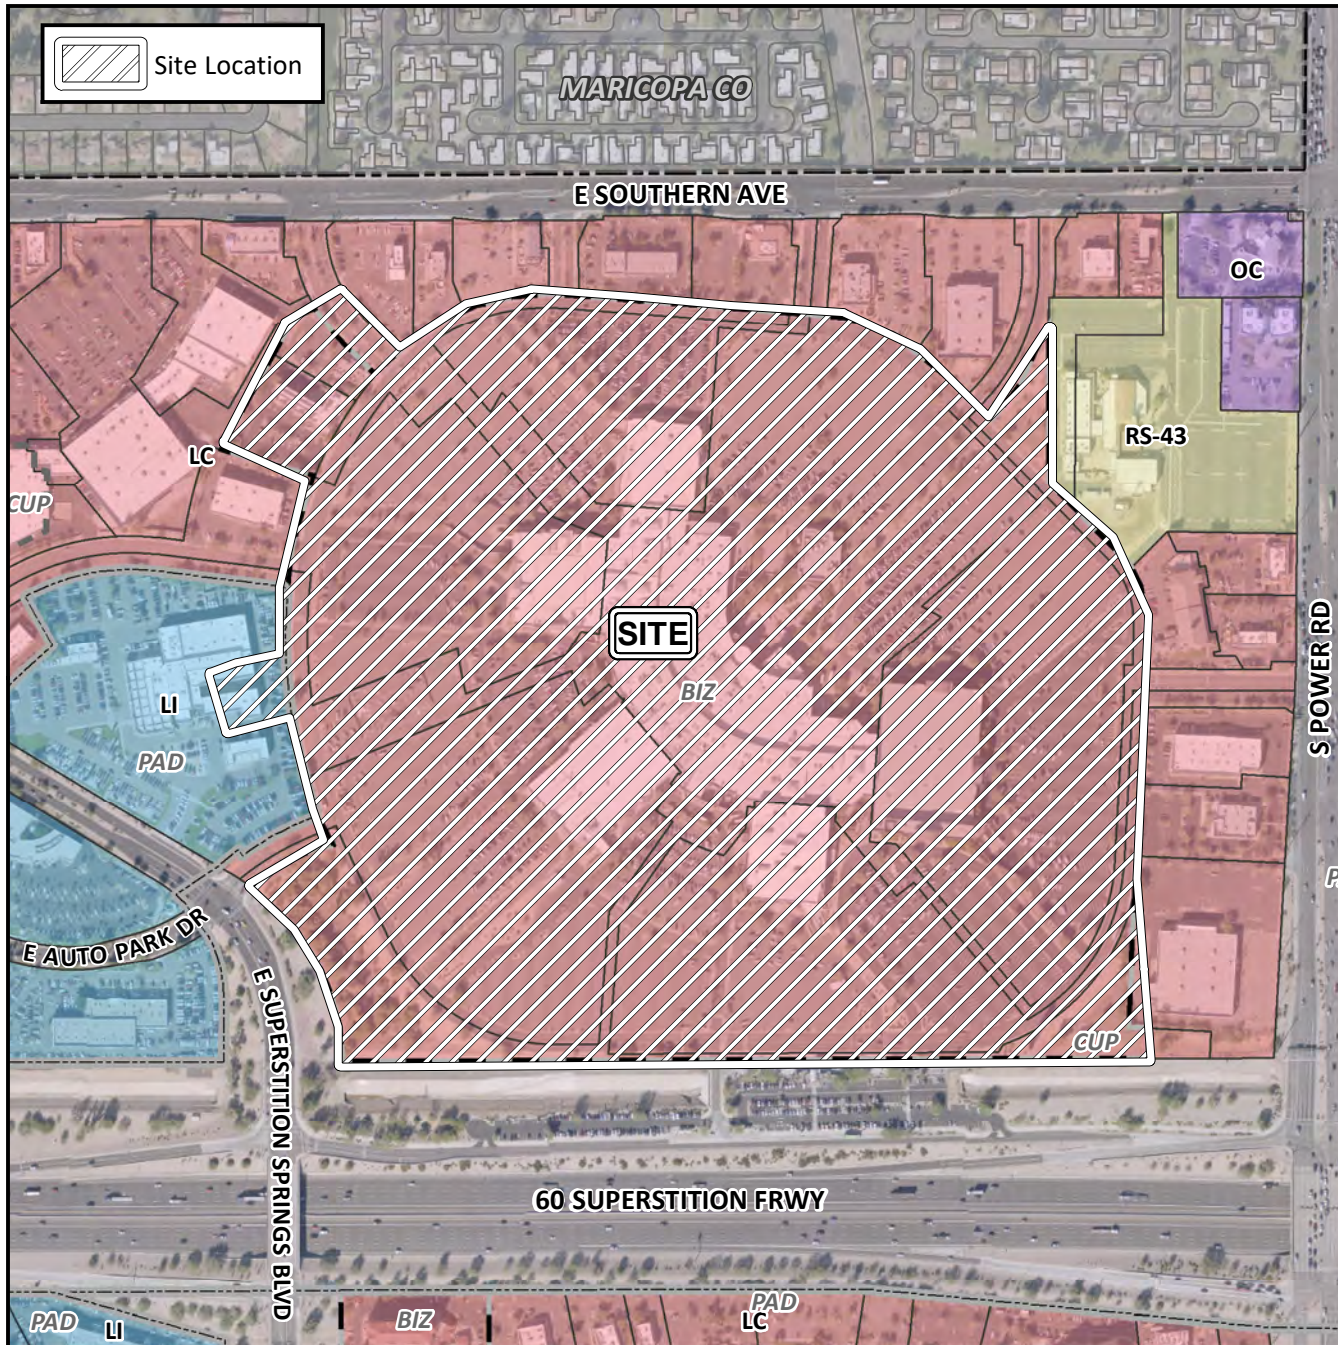 Site Location
MARICOPA CO
E SOUTHERN AVE
OC
RS-43
LC
CUP
SITE
BIZ
S POWER RD
LI
PAD
E AUTO PARK DR
E SUPERSTITION SPRINGS BLVD
CUP
60 SUPERSTITION FRWY
PAD
LI
BIZ
PAD
LC